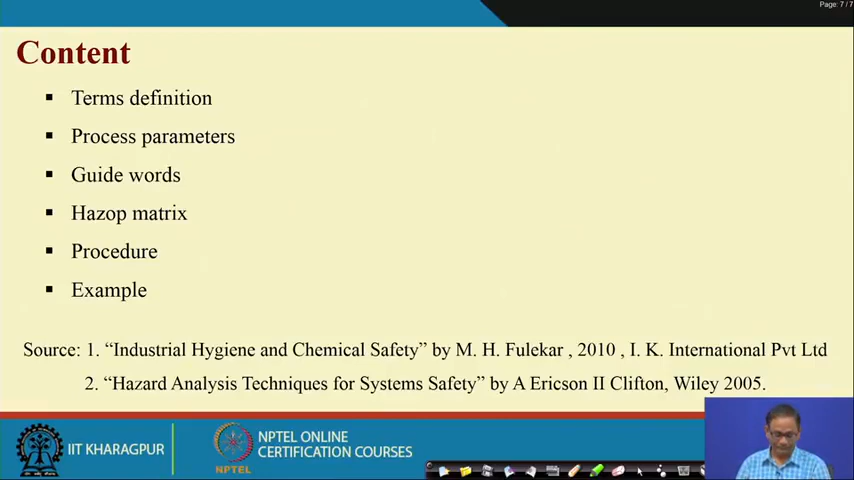 Page: 7 / 7
Content
▪ Terms definition
▪ Process parameters
▪ Guide words
▪ Hazop matrix
▪ Procedure
▪ Example
Source: 1. “Industrial Hygiene and Chemical Safety” by M. H. Fulekar , 2010 , I. K. International Pvt Ltd
2. “Hazard Analysis Techniques for Systems Safety” by A Ericson II Clifton, Wiley 2005.
IIT KHARAGPUR
NPTEL
NPTEL ONLINE
CERTIFICATION COURSES